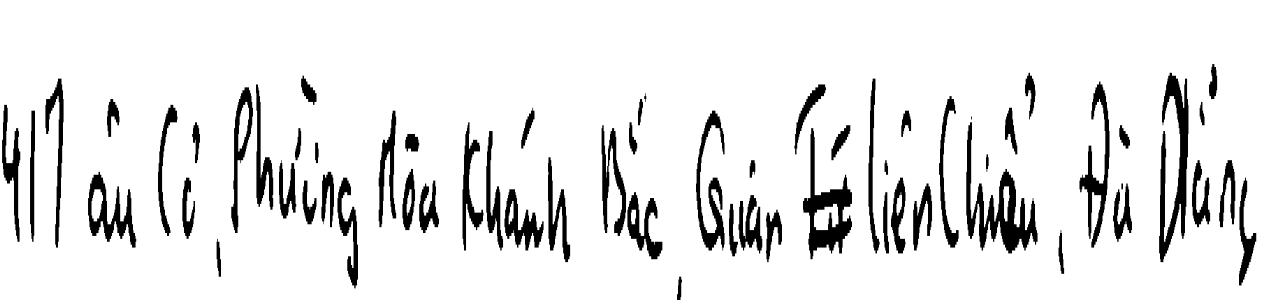 417 âu Cơ, Phường Hòa Khánh Bắc, Quận liên Chiểu, Đà Nẵng